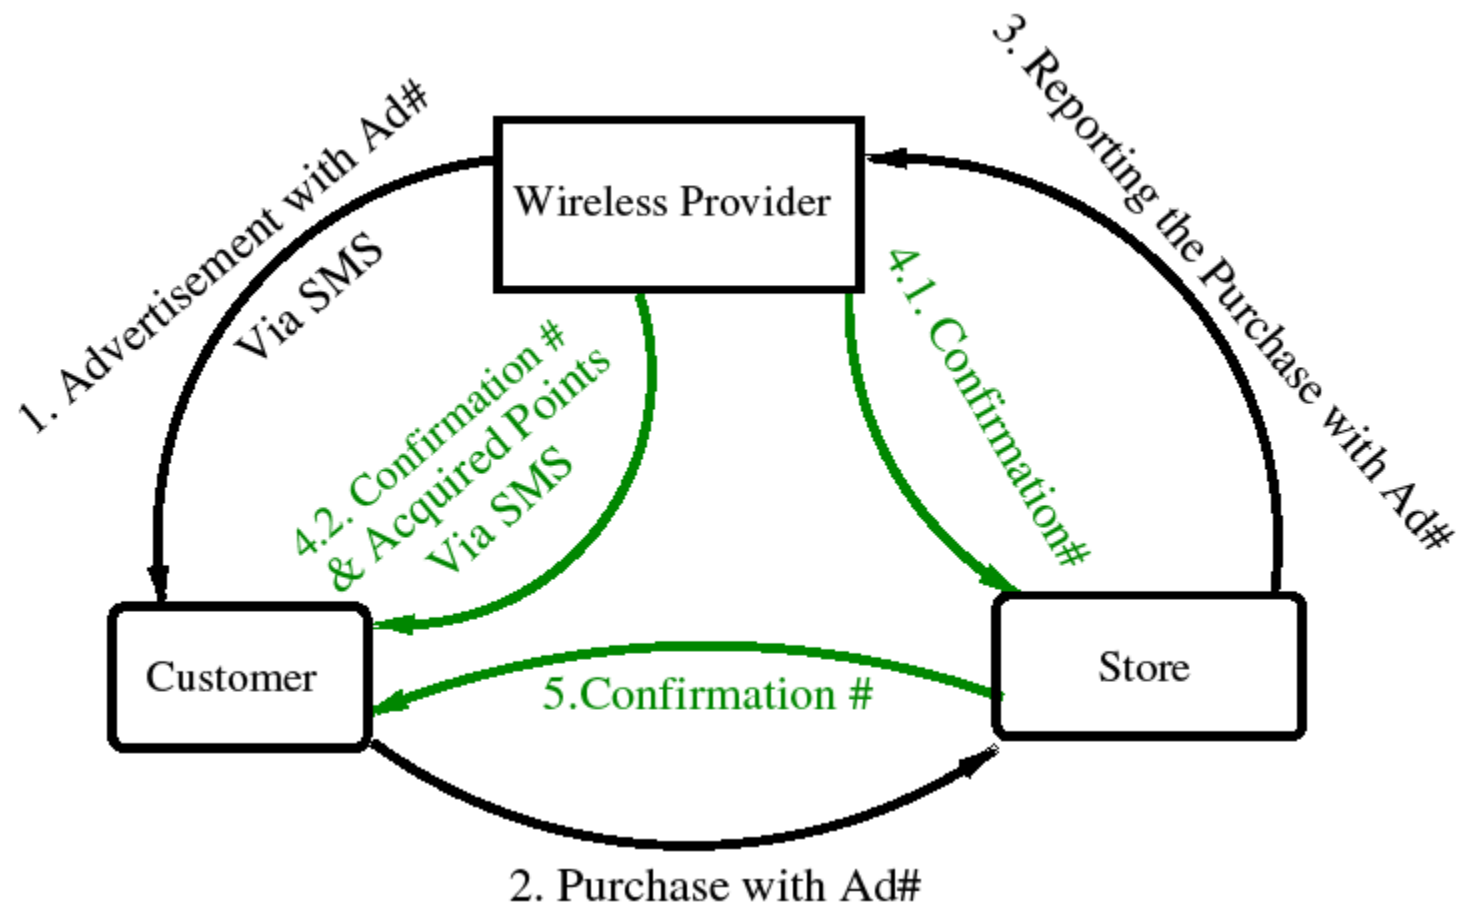 3. Reporting the Purchase with Ad#
1. Advertisement with Ad#
Via SMS
Wireless Provider
4.1. Confirmation#
4.2. Confirmation #
& Acquired Points
Via SMS
Customer
Store
5.Confirmation #
2. Purchase with Ad#